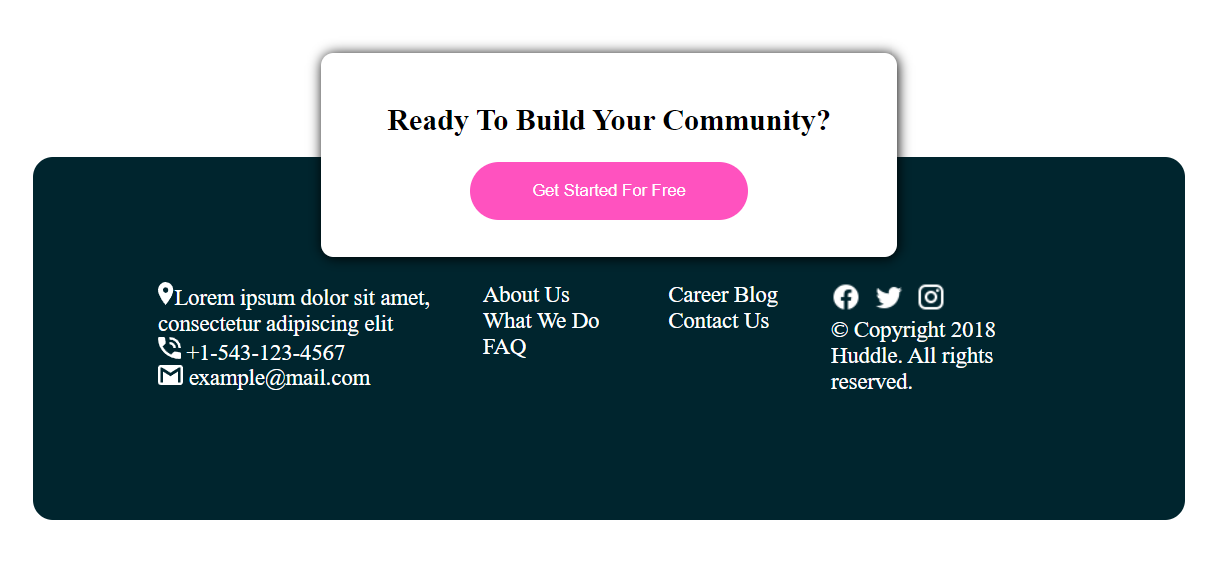 Ready To Build Your Community?
Get Started For Free
Lorem ipsum dolor sit amet,
consectetur adipiscing elit
+1-543-123-4567
example@mail.com
About Us
What We Do
FAQ
Career Blog
Contact Us
© Copyright 2018
Huddle. All rights
reserved.